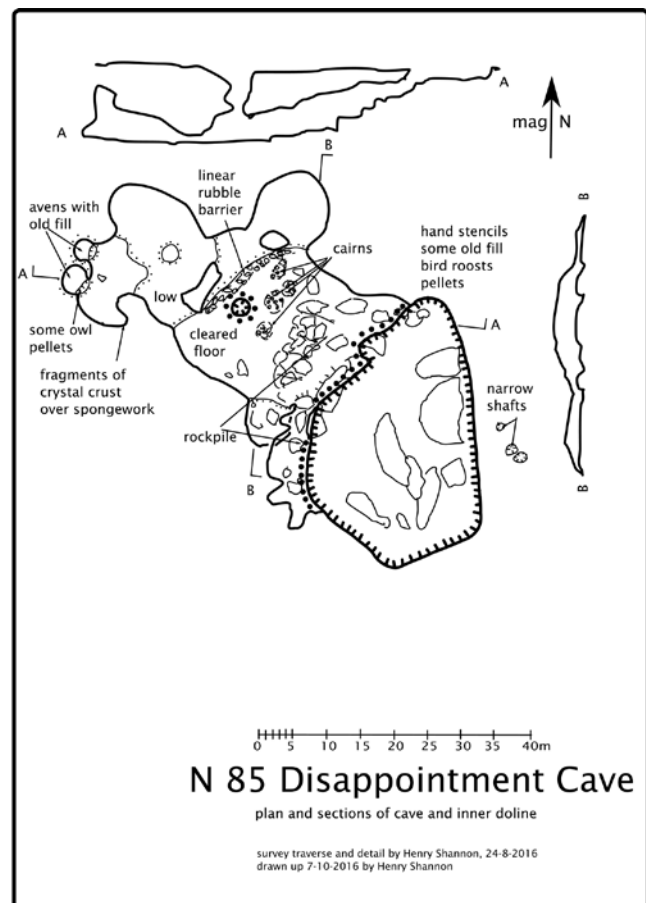 A
A
mag N
B
linear
rubble
barrier
avens with
old fill
A
cairns
hand stencils
some old fill
bird roosts
pellets
B
low
A
some owl
pellets
cleared
floor
fragments of
crystal crust
over spongework
narrow
shafts
rockpile
B
B
0 5 10 15 20 25 30 35 40m
N 85 Disappointment Cave
plan and sections of cave and inner doline
survey traverse and detail by Henry Shannon, 24-8-2016
drawn up 7-10-2016 by Henry Shannon